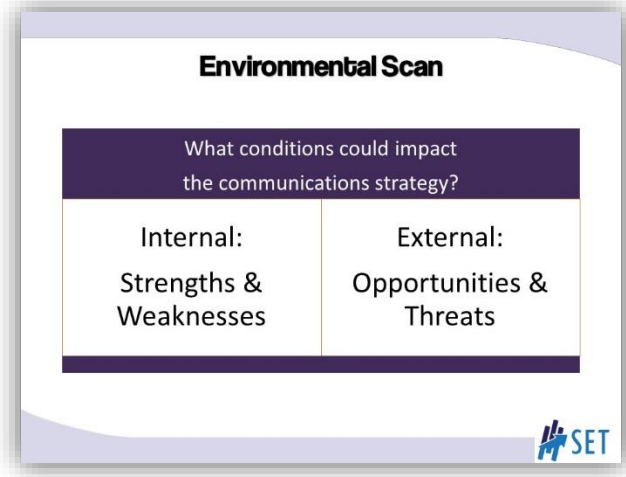 Environmental Scan
What conditions could impact
the communications strategy?
Internal:
Strengths &
Weaknesses
External:
Opportunities &
Threats
SET